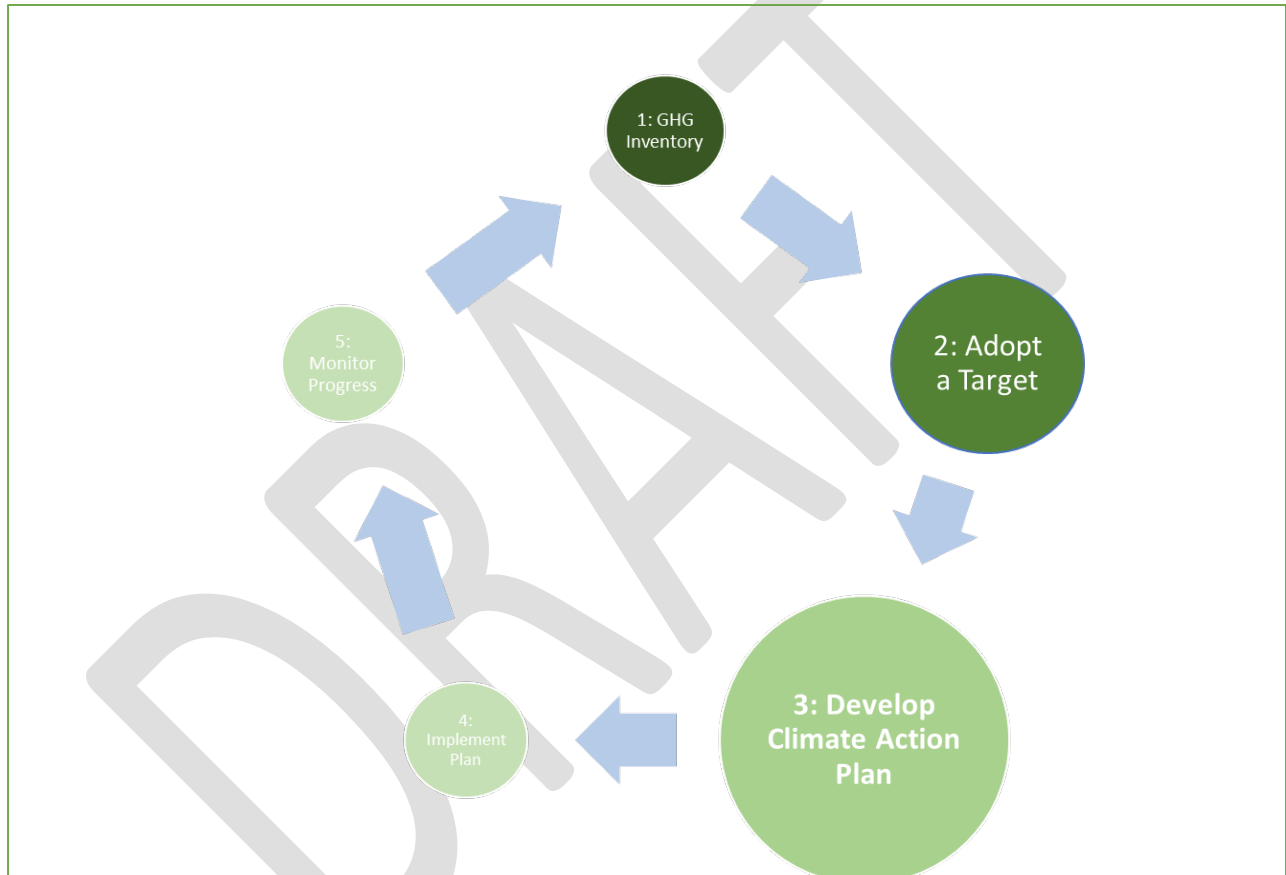 1: GHG
Inventory
2: Adopt
a Target
3: Develop
Climate Action
Plan
4:
Implement
Plan
5:
Monitor
Progress
DRAFT